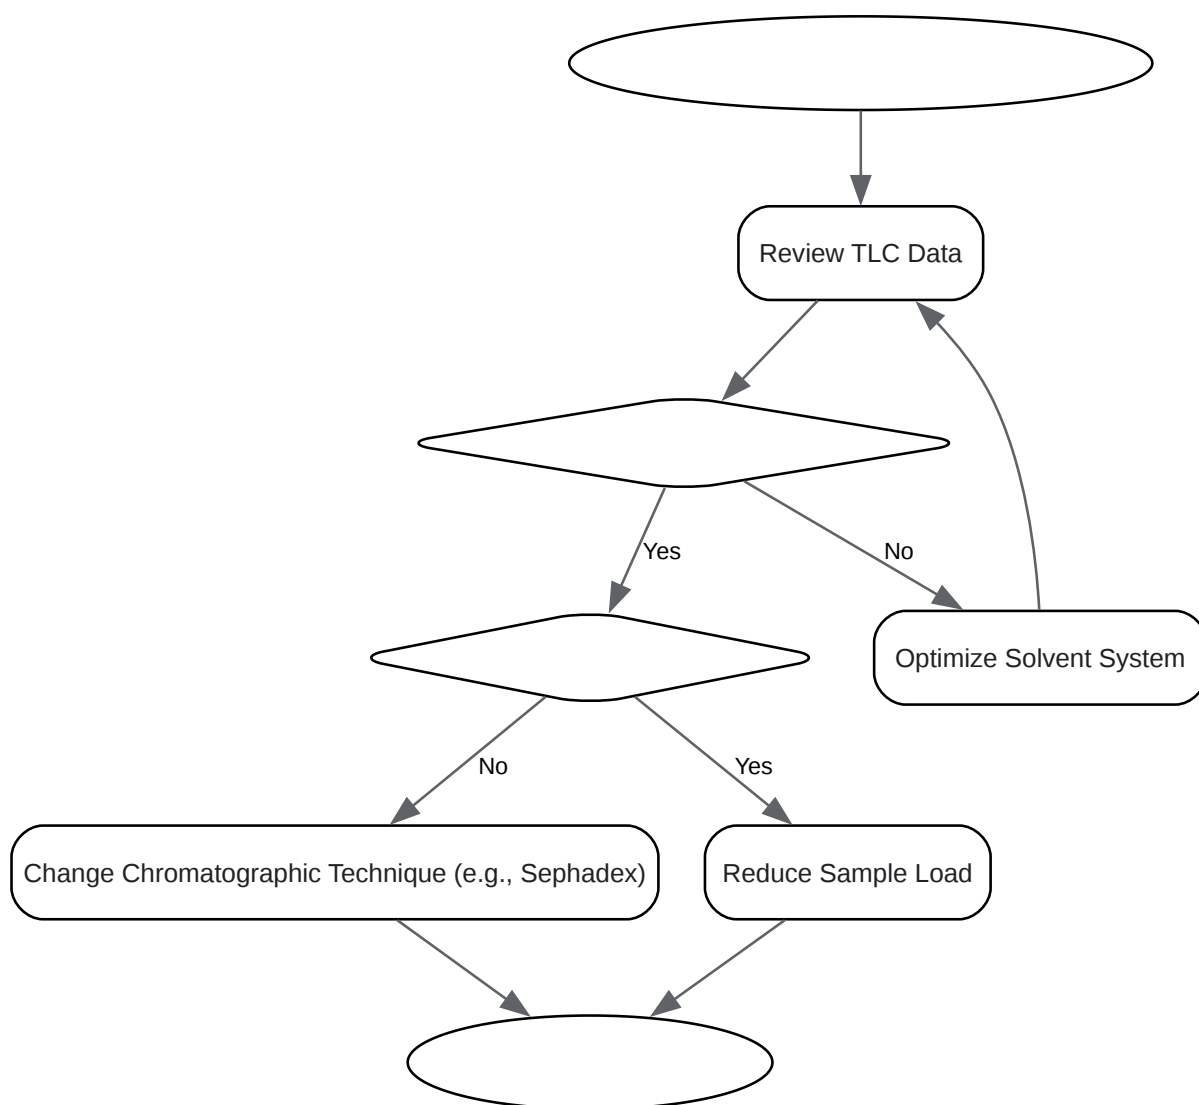 Review TLC Data
Yes
No
Optimize Solvent System
No
Yes
Change Chromatographic Technique (e.g., Sephadex)
Reduce Sample Load